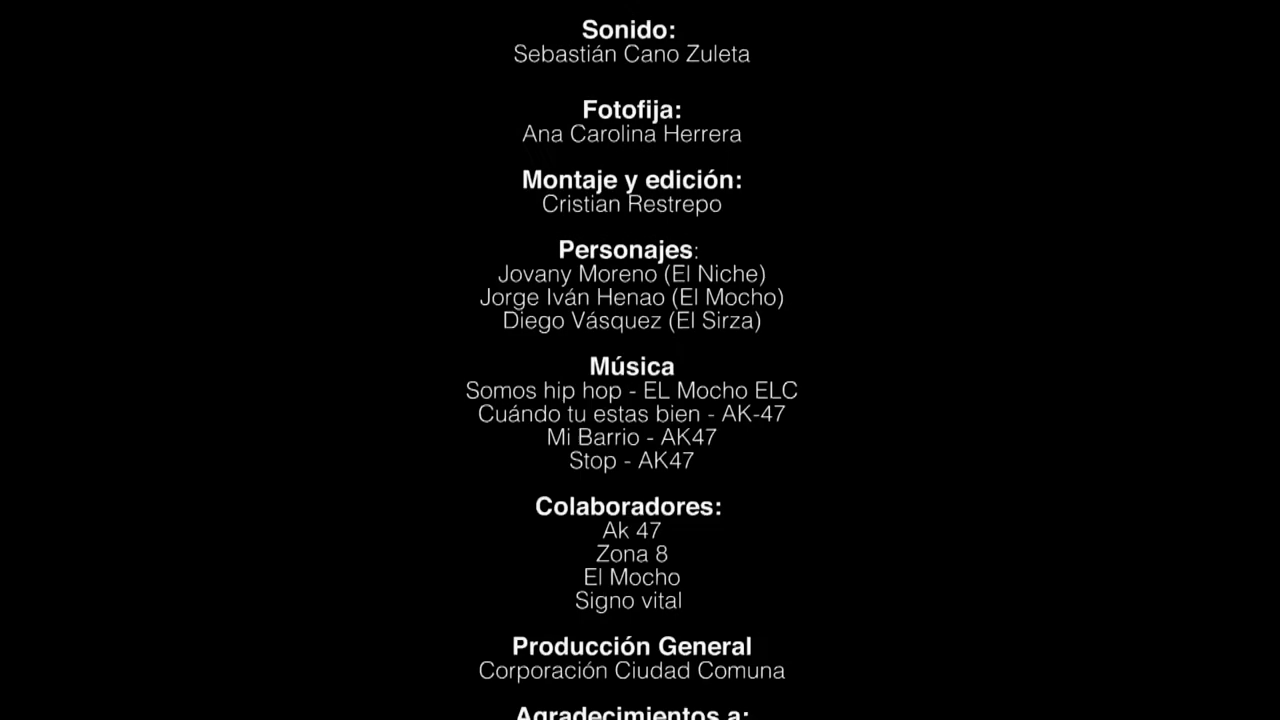 Sonido:
Sebastián Cano Zuleta
Fotofija:
Ana Carolina Herrera
Montaje y edición:
Cristian Restrepo
Personajes:
Jovany Moreno (El Niche)
Jorge Iván Henao (El Mocho)
Diego Vásquez (El Sirza)
Música
Somos hip hop - EL Mocho ELC
Cuándo tu estas bien - AK-47
Mi Barrio - AK47
Stop - AK47
Colaboradores:
Ak 47
Zona 8
El Mocho
Signo vital
Producción General
Corporación Ciudad Comuna
Agradecimientos a: